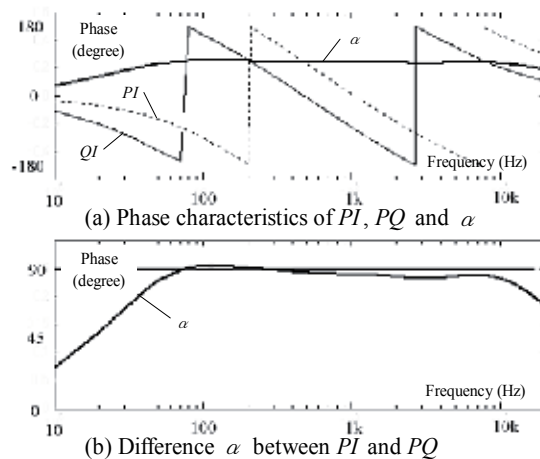 180
Phase
(degree)
α
0
PI
QI
-180
Frequency (Hz)
10
100
1k
10k
(a) Phase characteristics of PI, PQ and α
Phase
(degree)
90
α
45
Frequency (Hz)
0
10
100
1k
10k
(b) Difference α between PI and PQ